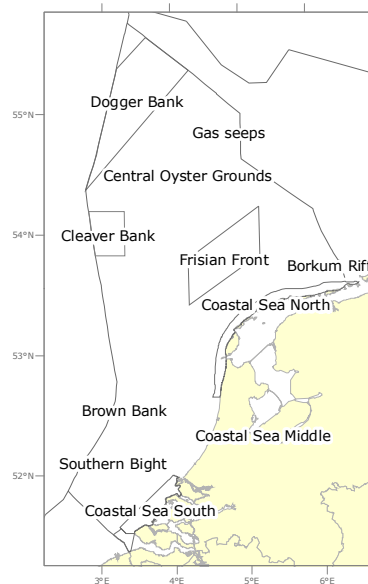 Dogger Bank
55°N
Gas seeps
Central Oyster Grounds
54°N
Cleaver Bank
Frisian Front
Borkum Riff
Coastal Sea North
53°N
Brown Bank
Coastal Sea Middle
Southern Bight
52°N
Coastal Sea South
3°E
4°E
5°E
6°E